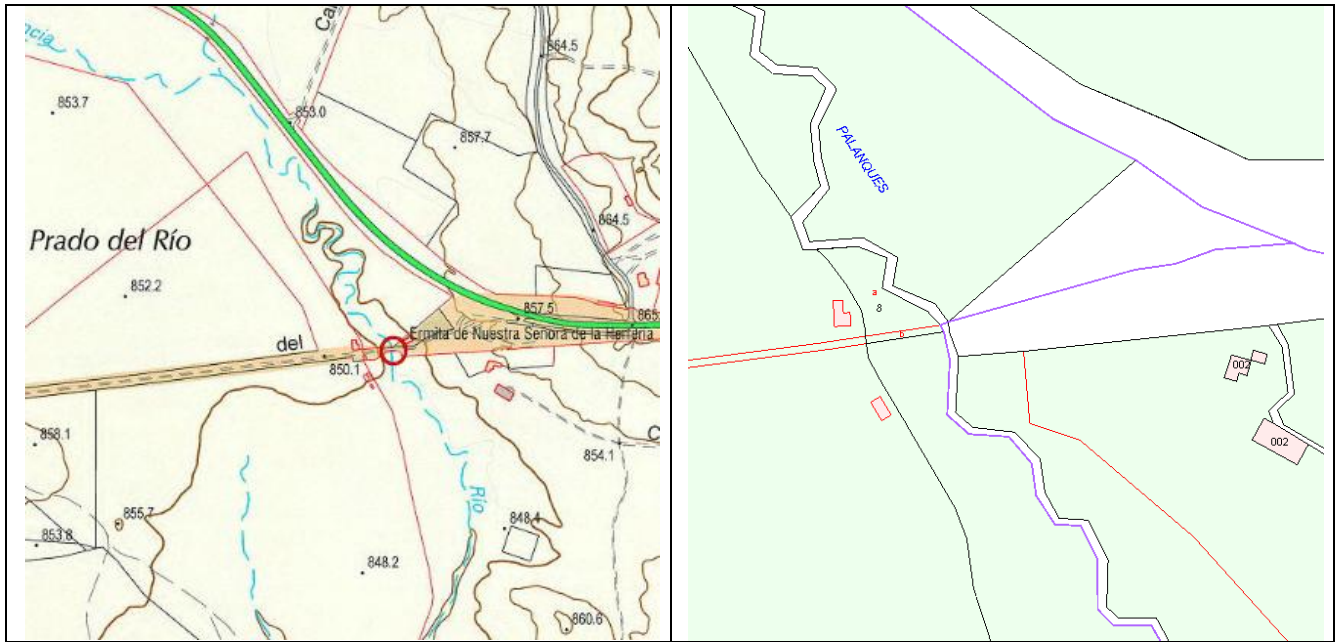 ncia
Ca
864.5
853.7
853.0
857.7
Prado del Río
864.5
852.2
857.5
865
Ermita de Nuestra Señora de la Herrería
del
850.1
858.1
854.1
C
Río
855.7
848.4
853.8
848.2
860.6
PALANQUES
a
8
b
002
002